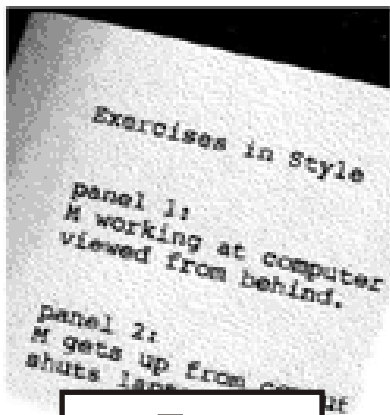 Exercises in Style
panel 1:
M working at computer
viewed from behind.
panel 2:
M gets up from
shuts